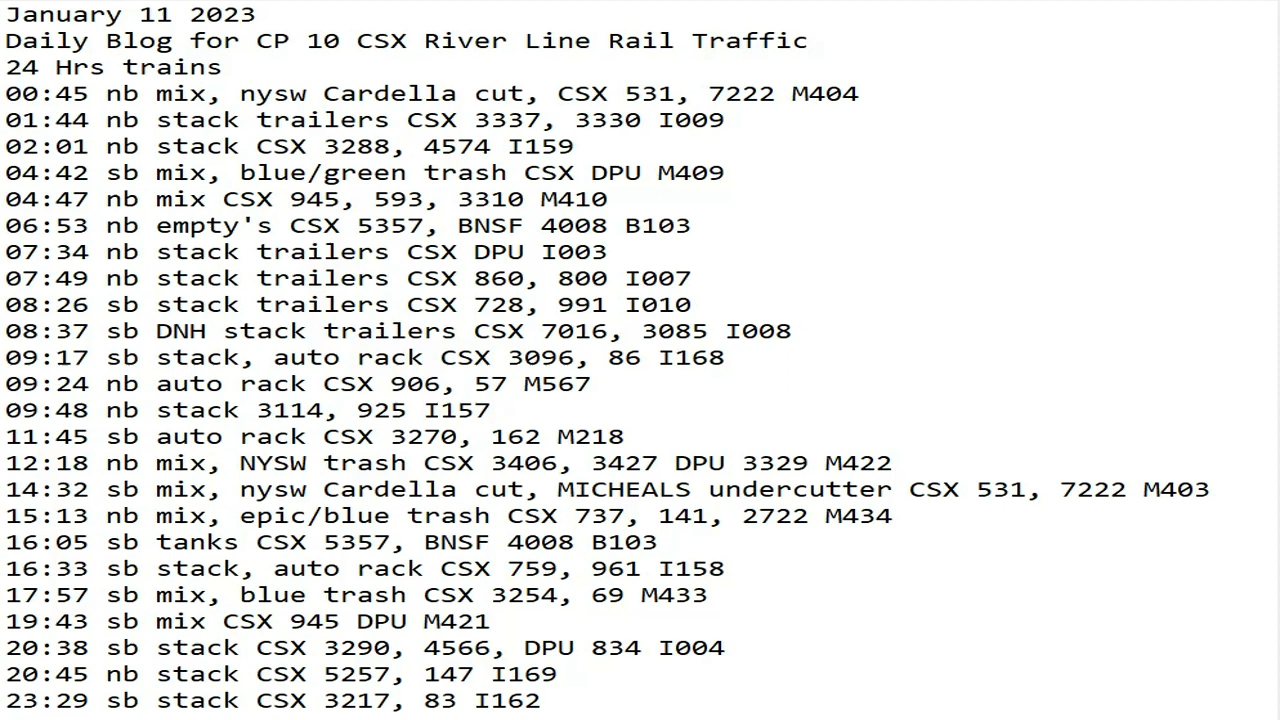 January 11 2023
Daily Blog for CP 10 CSX River Line Rail Traffic
24 Hrs trains
00:45 nb mix, nysw Cardella cut, CSX 531, 7222 M404
01:44 nb stack trailers CSX 3337, 3330 I009
02:01 nb stack CSX 3288, 4574 I159
04:42 sb mix, blue/green trash CSX DPU M409
04:47 nb mix CSX 945, 593, 3310 M410
06:53 nb empty's CSX 5357, BNSF 4008 B103
07:34 nb stack trailers CSX DPU I003
07:49 nb stack trailers CSX 860, 800 I007
08:26 sb stack trailers CSX 728, 991 I010
08:37 sb DNH stack trailers CSX 7016, 3085 I008
09:17 sb stack, auto rack CSX 3096, 86 I168
09:24 nb auto rack CSX 906, 57 M567
09:48 nb stack 3114, 925 I157
11:45 sb auto rack CSX 3270, 162 M218
12:18 nb mix, NYSW trash CSX 3406, 3427 DPU 3329 M422
14:32 sb mix, nysw Cardella cut, MICHEALS undercutter CSX 531, 7222 M403
15:13 nb mix, epic/blue trash CSX 737, 141, 2722 M434
16:05 sb tanks CSX 5357, BNSF 4008 B103
16:33 sb stack, auto rack CSX 759, 961 I158
17:57 sb mix, blue trash CSX 3254, 69 M433
19:43 sb mix CSX 945 DPU M421
20:38 sb stack CSX 3290, 4566, DPU 834 I004
20:45 nb stack CSX 5257, 147 I169
23:29 sb stack CSX 3217, 83 I162